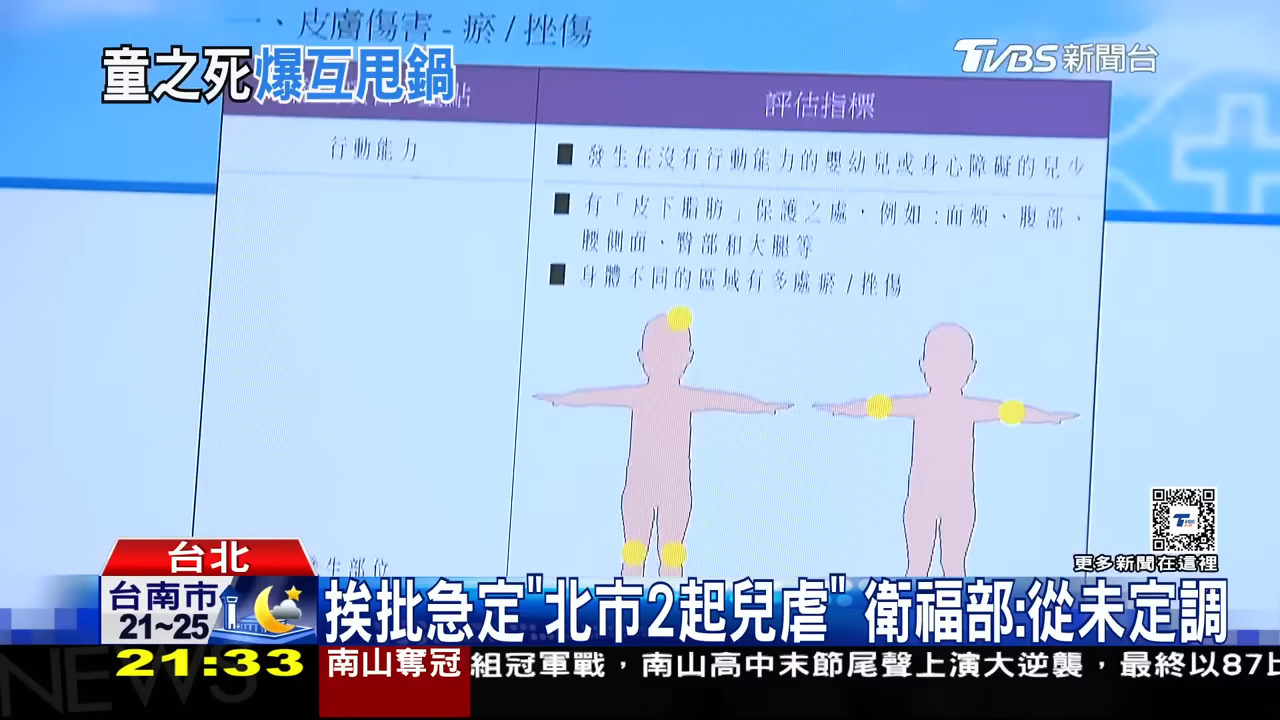 一、皮膚傷害-瘀/挫傷
童之死爆互甩鍋
TVBS新聞台
評估指標
行動能力
■ 發生在沒有行動能力的嬰幼兒或身心障礙的兒少
■ 有「皮下脂肪」保護之處，例如:面頰、腹部、
腰側面、臀部和大腿等
■ 身體不同的區域有多處瘀/挫傷
生部位
更多新聞在這裡
台北
台南市
21~25
挨批急定"北市2起兒虐" 衛福部:從未定調
21:33
南山奪冠
組冠軍戰，南山高中末節尾聲上演大逆襲，最終以87比
NEWS